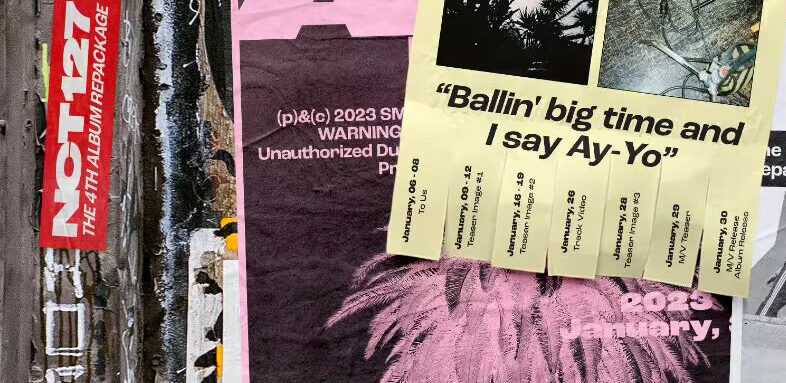 NCT127
THE 4TH ALBUM REPACKAGE
(p)&(c) 2023 SM
WARNING
Unauthorized Du
Pr
"Ballin' big time and
I say Ay-Yo"
January, 06 - 08
To Us
January, 09 - 12
Teaser Image #1
January, 16 - 19
Teaser Image #2
January, 26
Track Video
January, 28
Teaser Image #3
January, 29
M/V Teaser
January, 30
M/V Release
Album Release
2023
January,